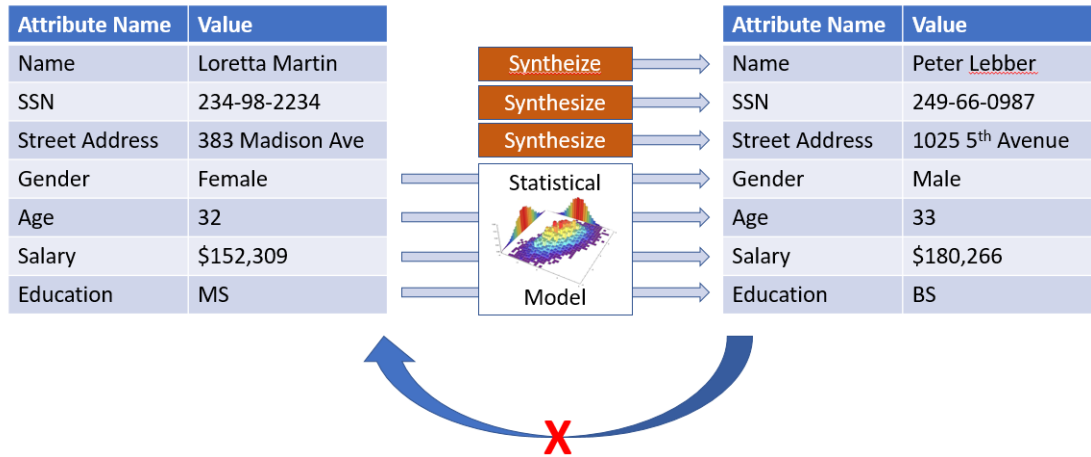 Attribute Name Value
Name Loretta Martin
SSN 234-98-2234
Street Address 383 Madison Ave
Gender Female
Age 32
Salary $152,309
Education MS
Syntheize
Synthesize
Synthesize
Statistical
Model
Attribute Name Value
Name Peter Lebber
SSN 249-66-0987
Street Address 1025 5th Avenue
Gender Male
Age 33
Salary $180,266
Education BS
X